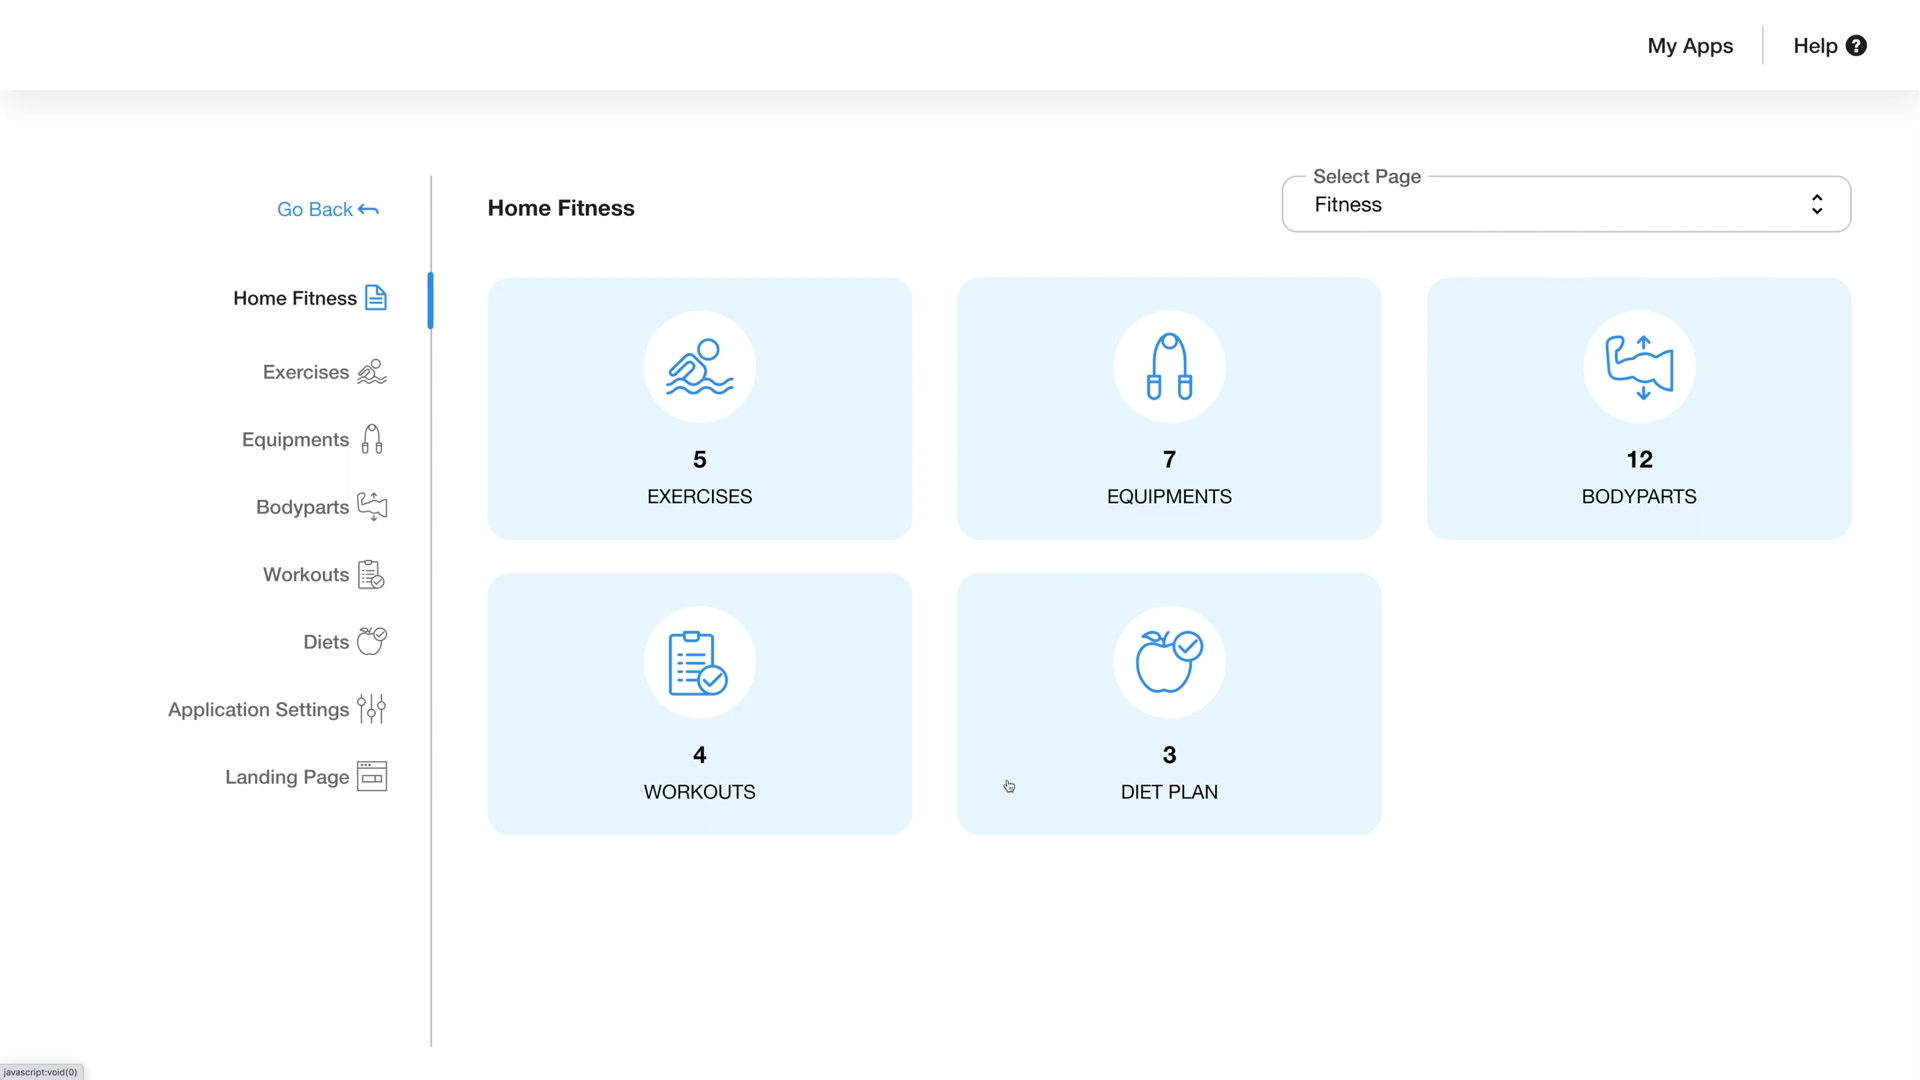 My Apps
Help ?
Go Back
Home Fitness
Exercises
Equipments
Bodyparts
Workouts
Diets
Application Settings
Landing Page
Home Fitness
Select Page
Fitness
5
EXERCISES
7
EQUIPMENTS
12
BODYPARTS
4
WORKOUTS
3
DIET PLAN
javascript:void(0)